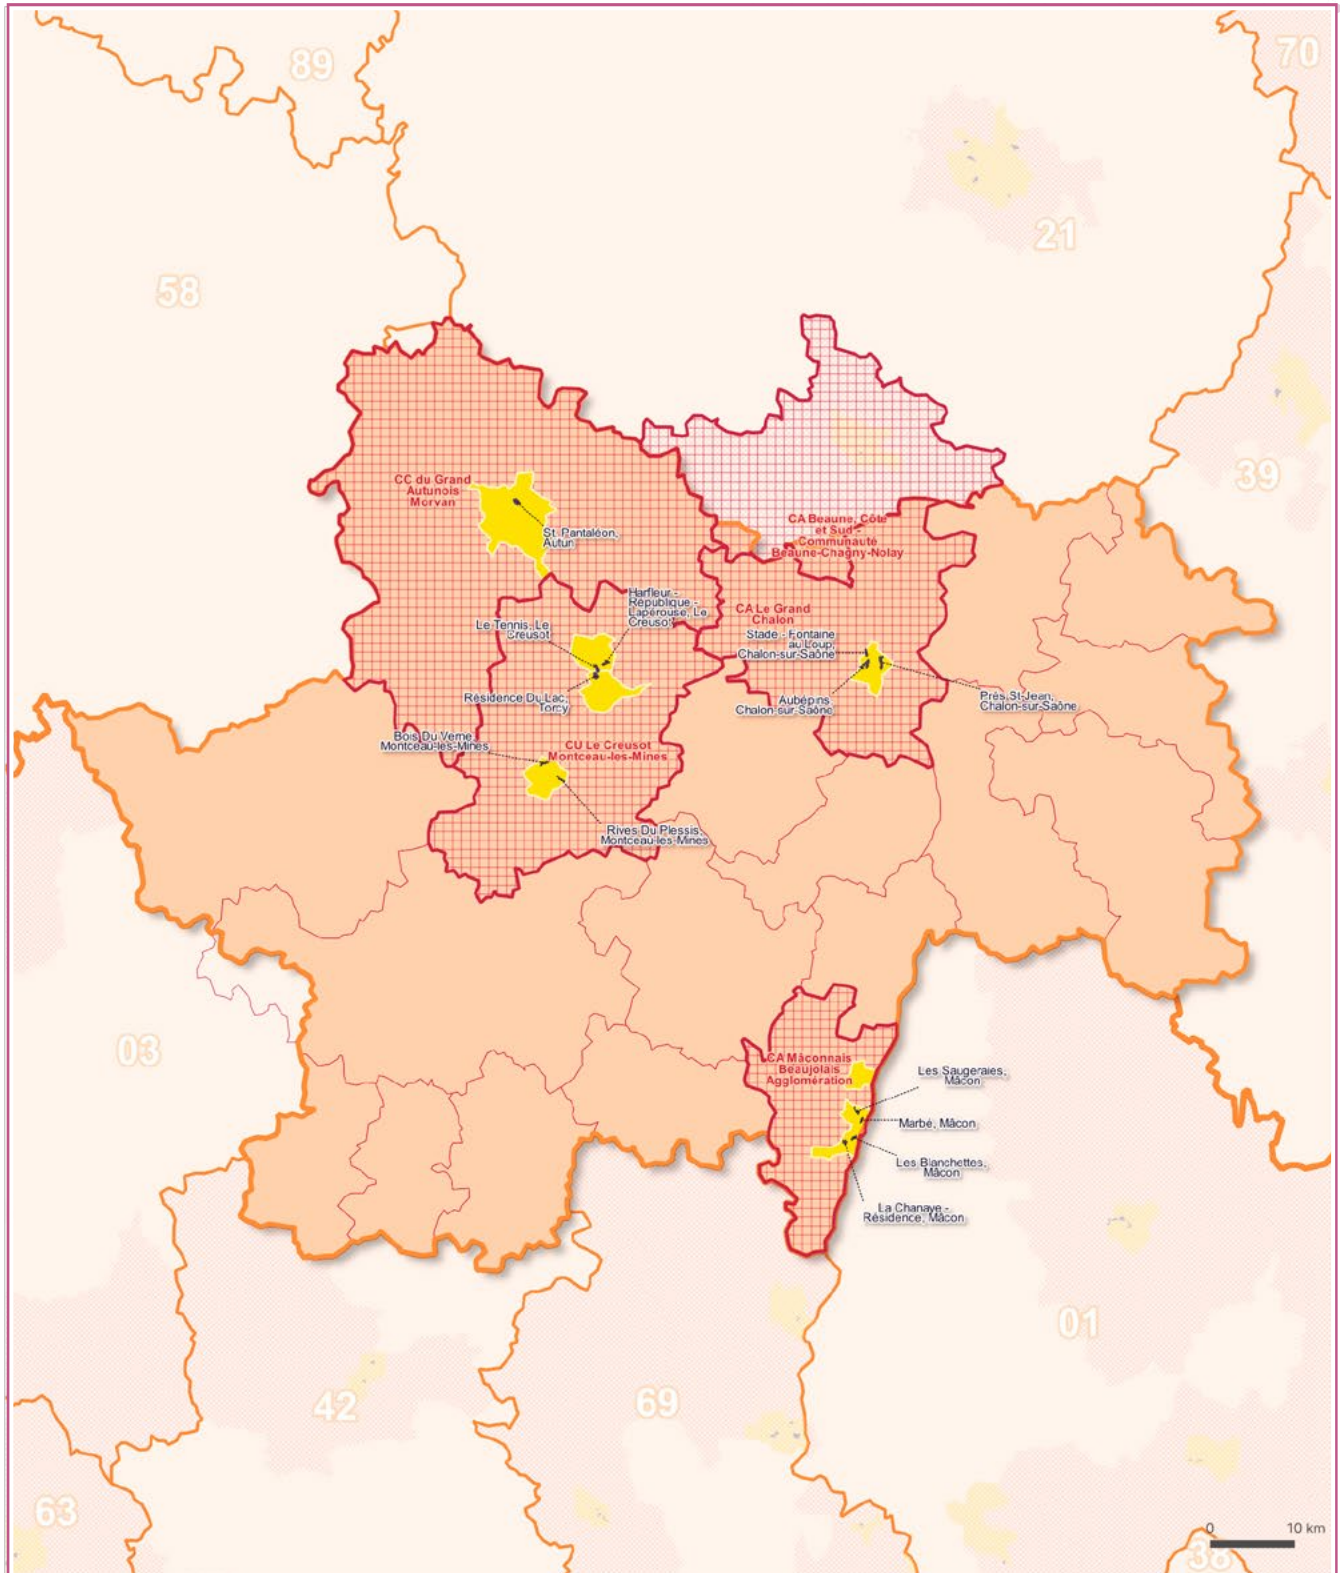 89
70
21
58
39
CC du Grand
Autunois
Morvan
St. Pantaléon,
Autun
CA Beaune, Côte
et Sud -
Communauté
Beaune-Chagny-Nolay
Harfleur -
République -
Lapérouse, Le
Creusot
Le Tennis, Le
Creusot
CA Le Grand
Chalon
Stade - Fontaine
au Loup,
Chalon-sur-Saône
Résidence Du Lac,
Torcy
Aubépins,
Chalon-sur-Saône
Prés St-Jean,
Chalon-sur-Saône
Bois Du Verne,
Montceau-les-Mines
CU Le Creusot
Montceau-les-Mines
Rives Du Plessis,
Montceau-les-Mines
03
CA Mâconnais
Beaujolais
Agglomération
Les Saugeraies,
Mâcon
Marbé, Mâcon
Les Blanchettes,
Mâcon
La Chanaye -
Résidence, Mâcon
01
42
69
63
0 10 km
38